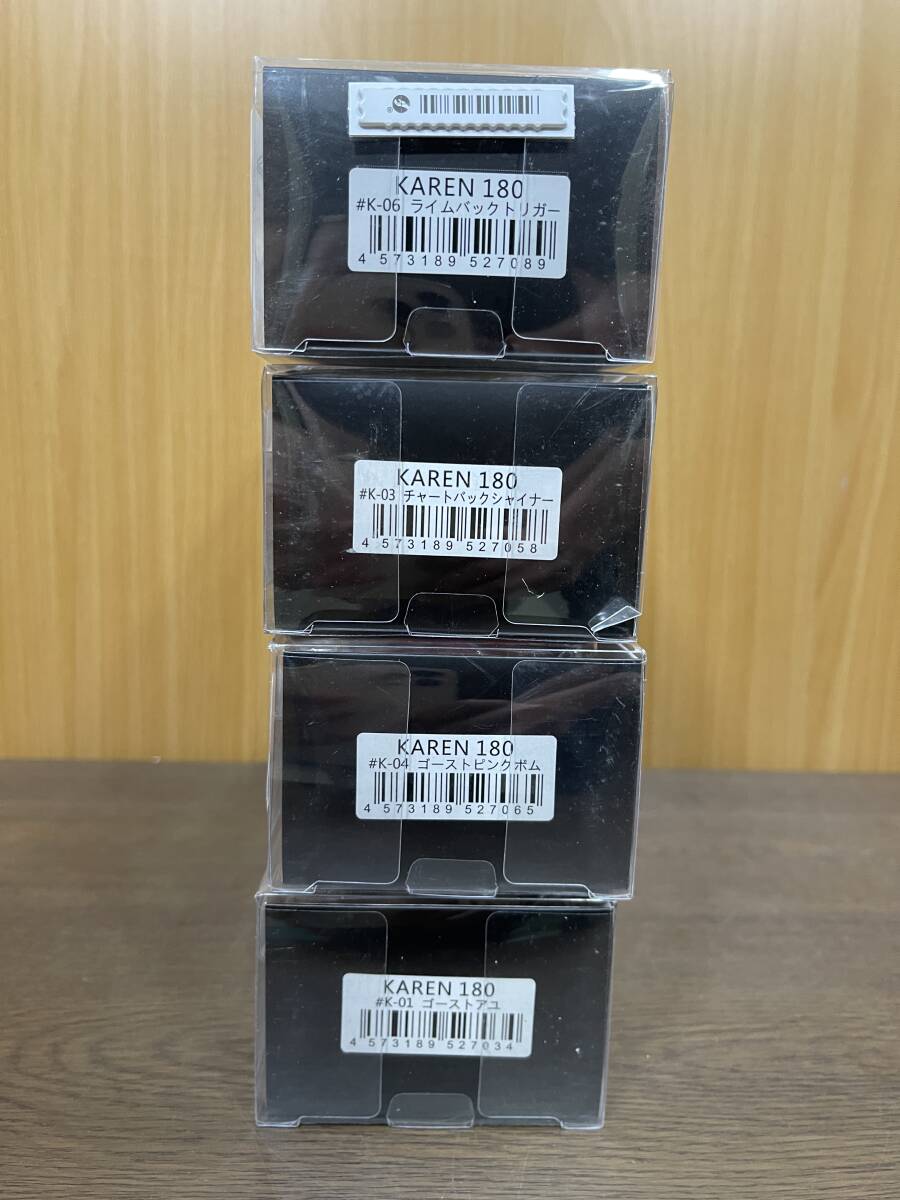 KAREN 180
#K-06 ライムバックトリガー
4 573189 527089
KAREN 180
#K-03 チャートバックシャイナー
4 573189 527058
KAREN 180
#K-04 ゴーストピンクボム
4 573189 527065
KAREN 180
#K-01 ゴーストアユ
4 573189 527034